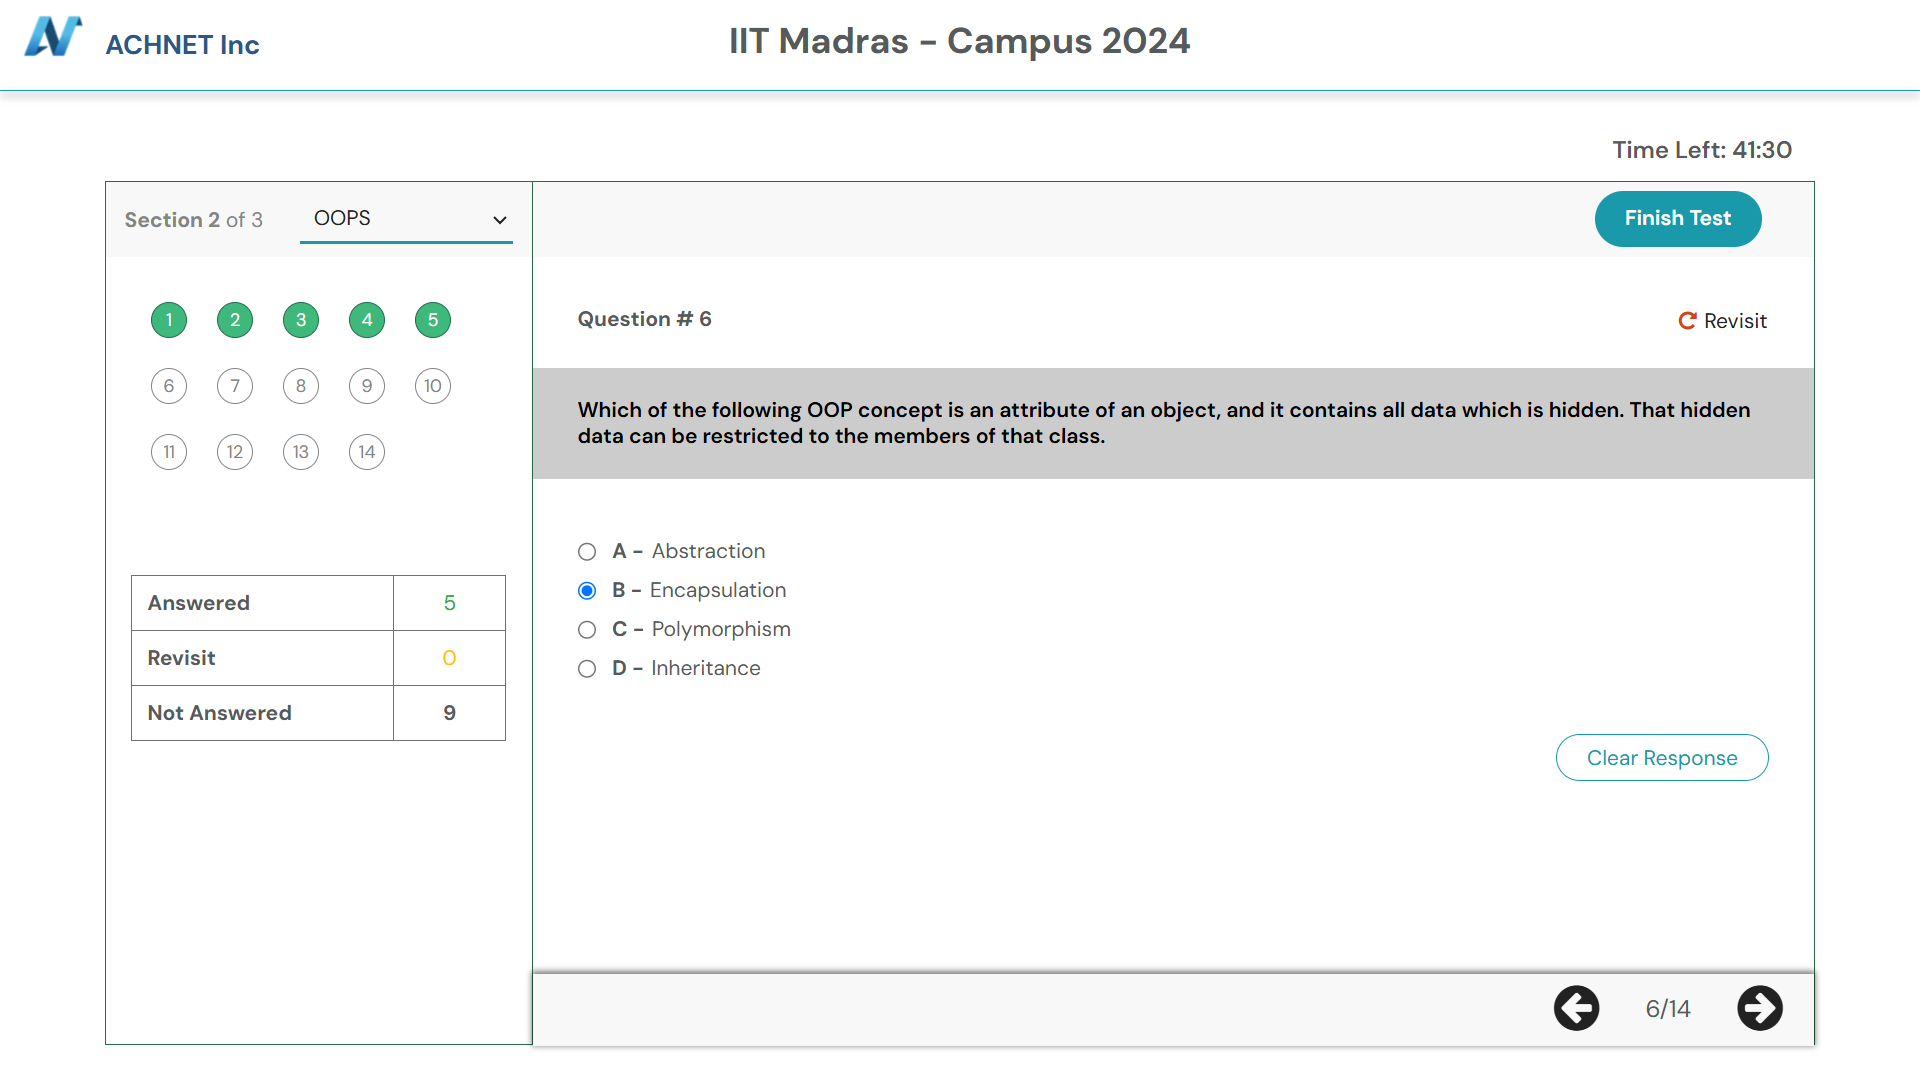 ACHNET Inc
IIT Madras - Campus 2024
Time Left: 41:30
Section 2 of 3
OOPS
Finish Test
1 2 3 4 5
6 7 8 9 10
11 12 13 14
Answered 5
Revisit 0
Not Answered 9
Question # 6
Revisit
Which of the following OOP concept is an attribute of an object, and it contains all data which is hidden. That hidden
data can be restricted to the members of that class.
A - Abstraction
B - Encapsulation
C - Polymorphism
D - Inheritance
Clear Response
6/14